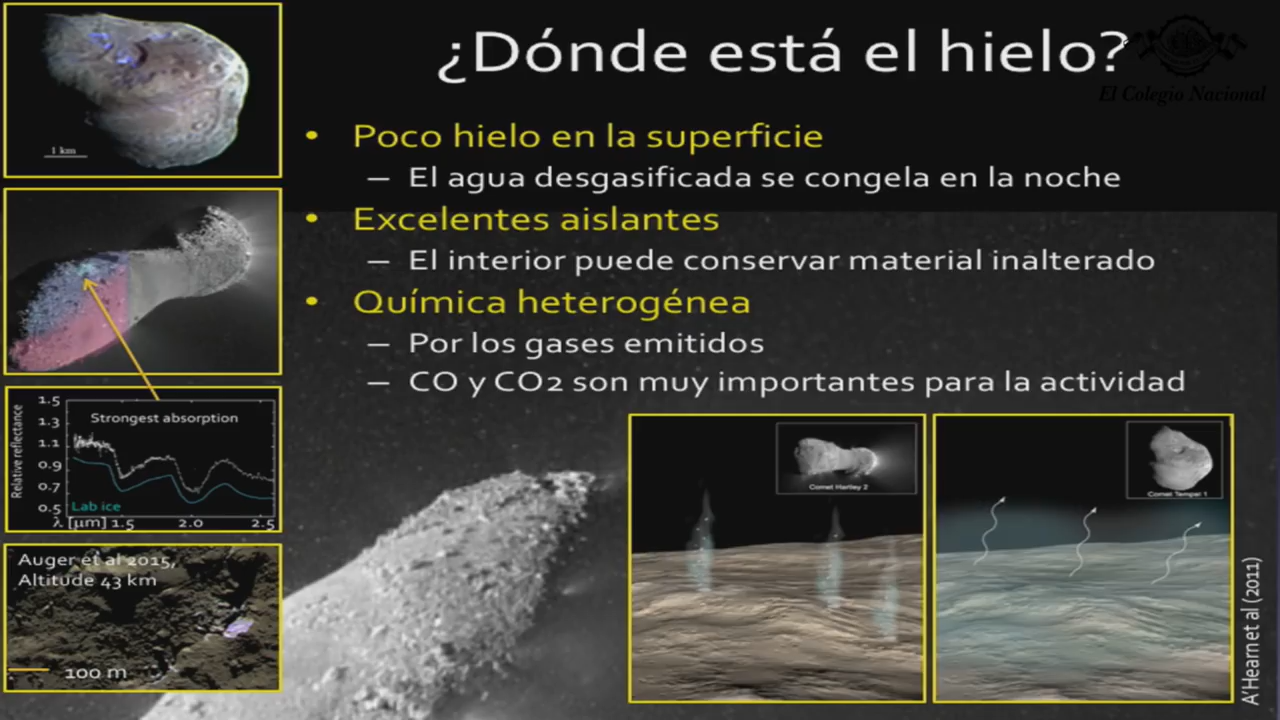 ¿Dónde está el hielo?
El Colegio Nacional
• Poco hielo en la superficie
– El agua desgasificada se congela en la noche
• Excelentes aislantes
– El interior puede conservar material inalterado
• Química heterogénea
– Por los gases emitidos
– CO y CO2 son muy importantes para la actividad
1 km
Relative reflectance
1.5
1.3
1.1
0.9
0.7
0.5
Strongest absorption
Lab ice
λ [µm] 1.5 2.0 2.5
Auger et al 2015,
Altitude 43 km
100 m
Comet Hartley 2
Comet Tempel 1
A'Hearn et al (2011)